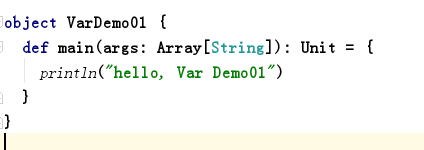 object VarDemo01 {
  def main(args: Array[String]): Unit = {
    println("hello, Var Demo01")
  }
}